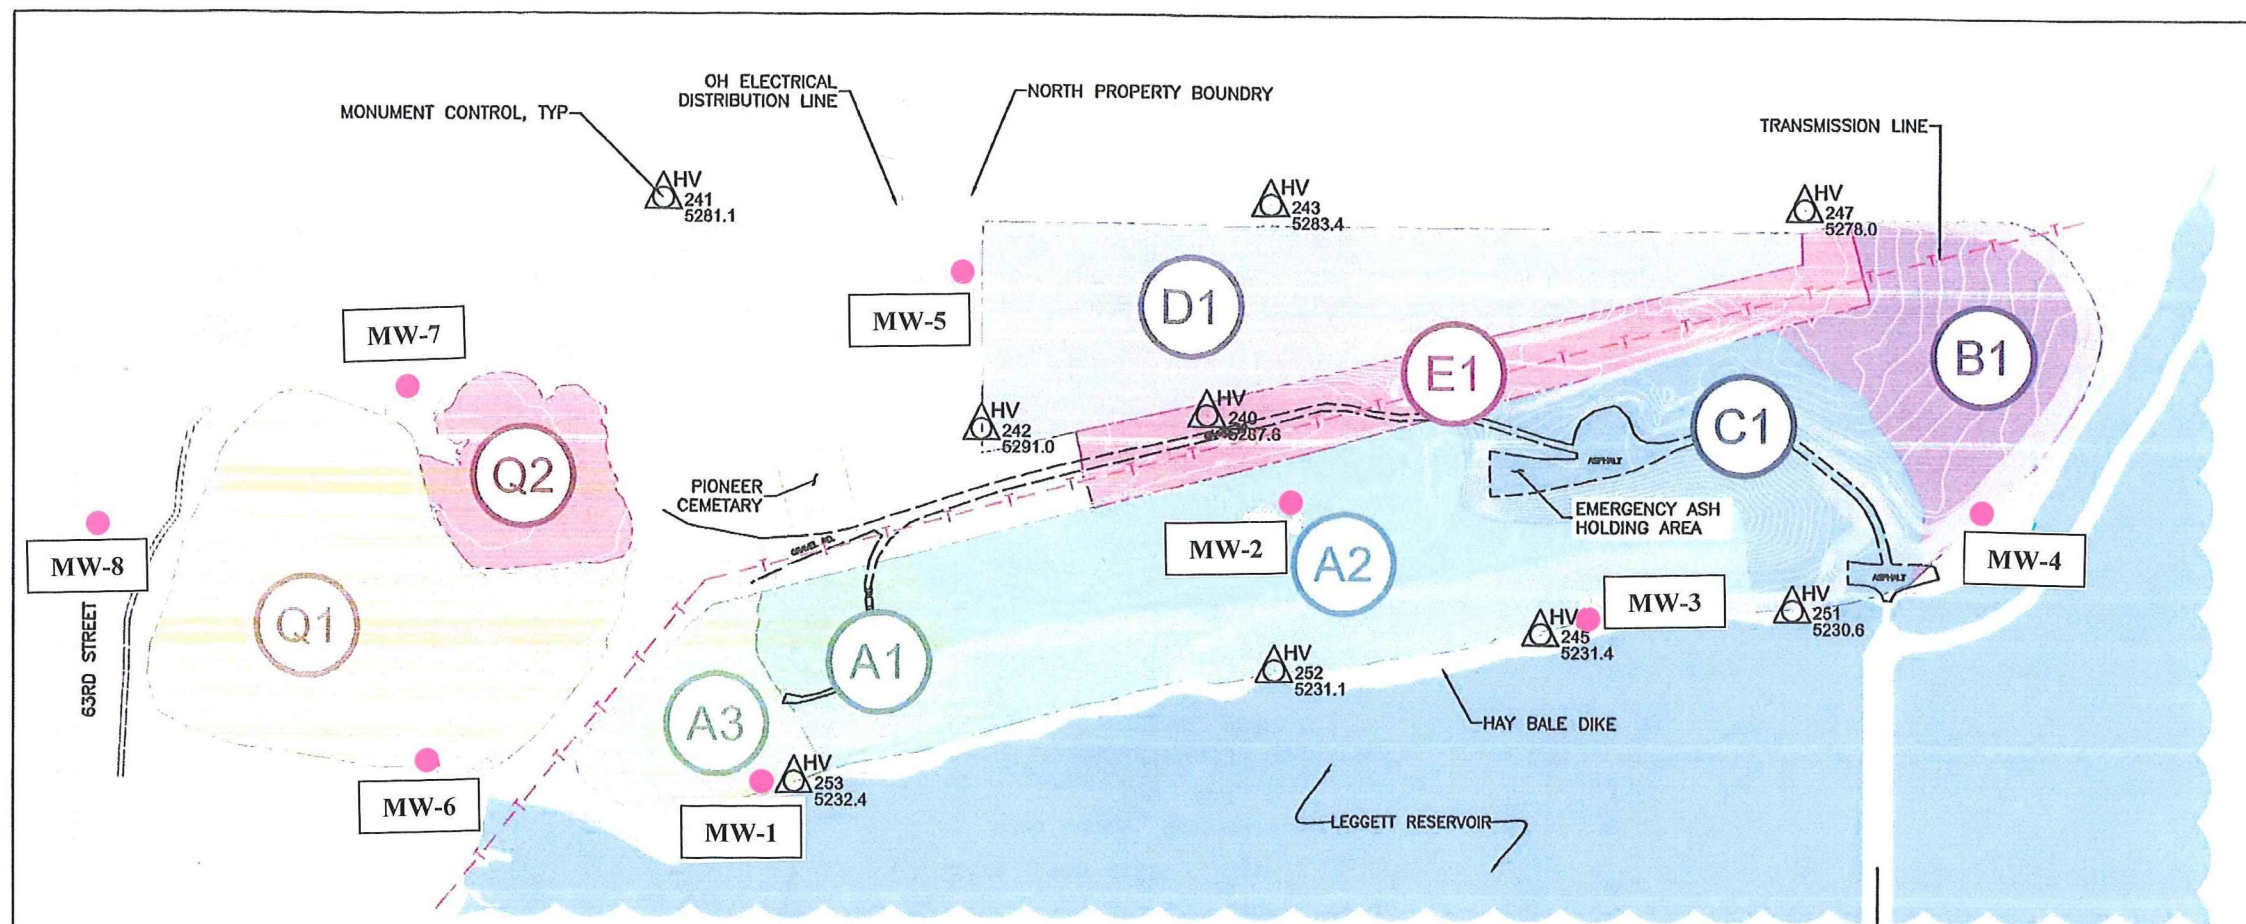 OH ELECTRICAL
DISTRIBUTION LINE
NORTH PROPERTY BOUNDRY
MONUMENT CONTROL, TYP
TRANSMISSION LINE
HV
241
5281.1
HV
243
5283.4
HV
247
5278.0
MW-5
D1
MW-7
E1
B1
HV
242
5291.0
HV
240
5287.6
C1
Q2
PIONEER
CEMETARY
ASPHALT
EMERGENCY ASH
HOLDING AREA
MW-2
A2
GRAVEL RD.
MW-8
MW-4
ASPHALT
63RD STREET
Q1
MW-3
HV
251
5230.6
HV
245
5231.4
A1
HV
252
5231.1
A3
HAY BALE DIKE
HV
253
5232.4
MW-6
MW-1
LEGGETT RESERVOIR